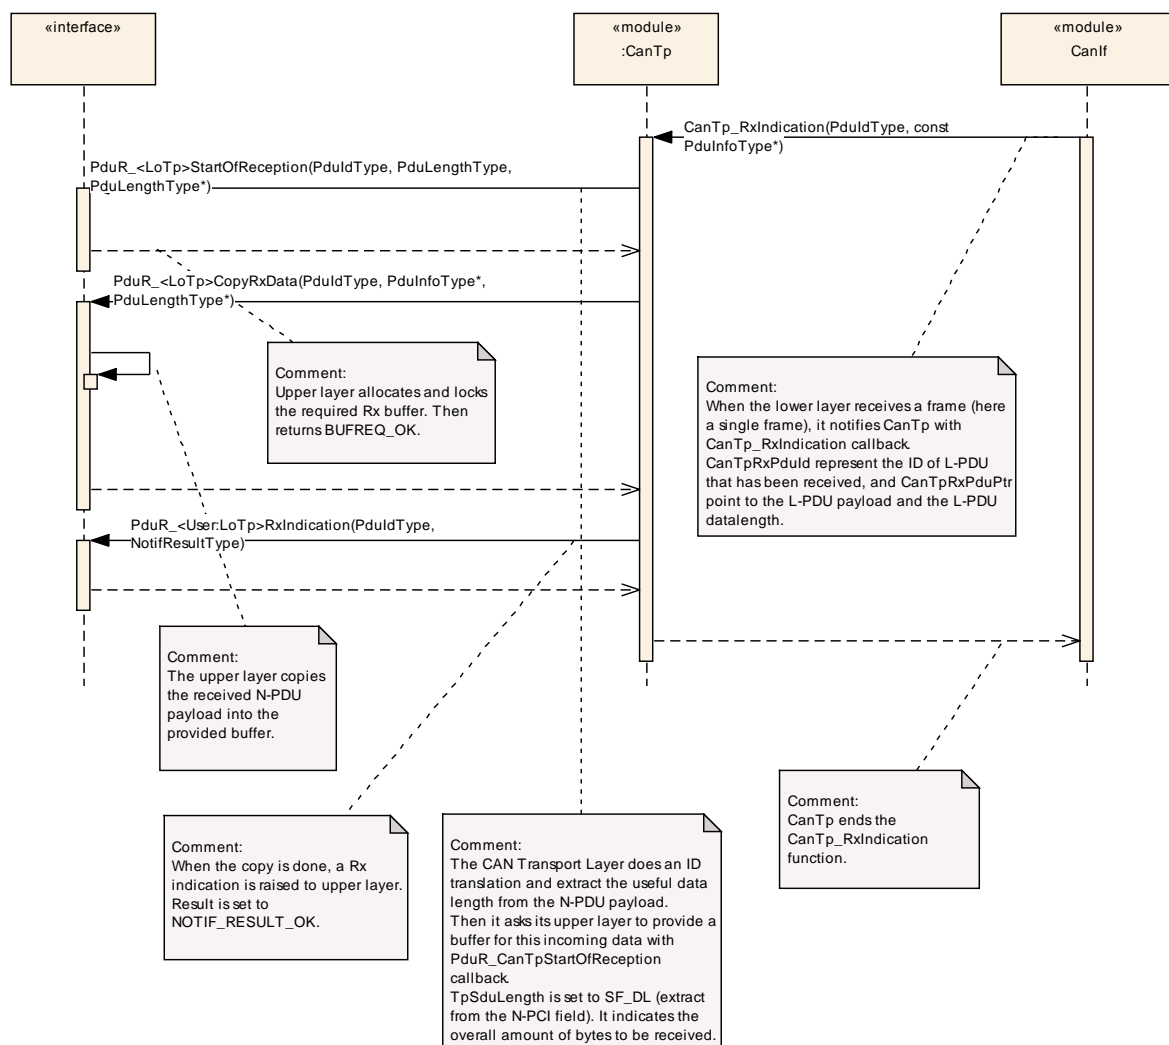 «interface»
«module»
:CanTp
«module»
CanIf
CanTp_RxIndication(PduIdType, const
PduInfoType*)
PduR_<LoTp>StartOfReception(PduIdType, PduLengthType,
PduLengthType*)
PduR_<LoTp>CopyRxData(PduIdType, PduInfoType*,
PduLengthType*)
Comment:
Upper layer allocates and locks
the required Rx buffer. Then
returns BUFREQ_OK.
Comment:
When the lower layer receives a frame (here
a single frame), it notifies CanTp with
CanTp_RxIndication callback.
CanTpRxPduId represent the ID of L-PDU
that has been received, and CanTpRxPduPtr
point to the L-PDU payload and the L-PDU
datalength.
PduR_<User:LoTp>RxIndication(PduIdType,
NotifResultType)
Comment:
The upper layer copies
the received N-PDU
payload into the
provided buffer.
Comment:
When the copy is done, a Rx
indication is raised to upper layer.
Result is set to
NOTIF_RESULT_OK.
Comment:
The CAN Transport Layer does an ID
translation and extract the useful data
length from the N-PDU payload.
Then it asks its upper layer to provide a
buffer for this incoming data with
PduR_CanTpStartOfReception
callback.
TpSduLength is set to SF_DL (extract
from the N-PCI field). It indicates the
overall amount of bytes to be received.
Comment:
CanTp ends the
CanTp_RxIndication
function.